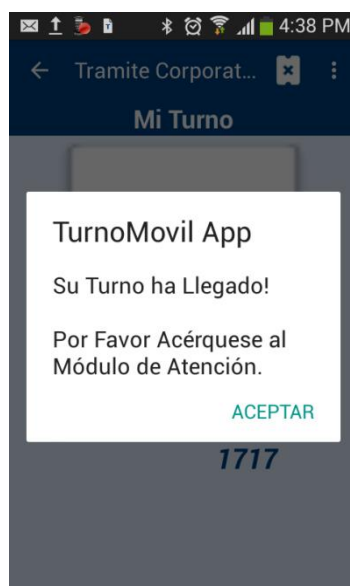 4:38 PM
Tramite Corporat...
Mi Turno
TurnoMovil App
Su Turno ha Llegado!
Por Favor Acérquese al
Módulo de Atención.
ACEPTAR
1717